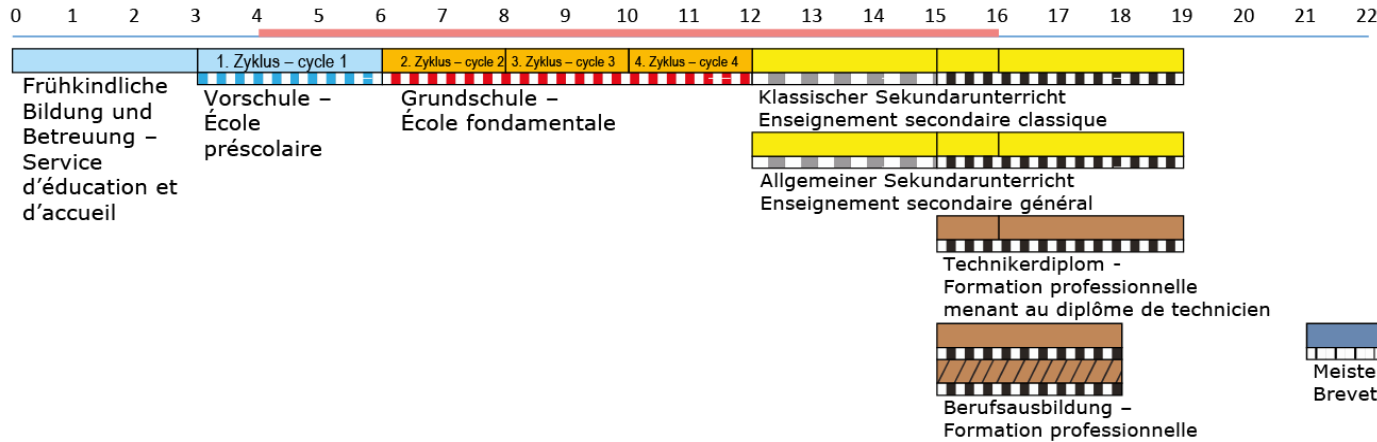 0 1 2 3 4 5 6 7 8 9 10 11 12 13 14 15 16 17 18 19 20 21 22
1. Zyklus – cycle 1
2. Zyklus – cycle 2
3. Zyklus – cycle 3
4. Zyklus – cycle 4
Frühkindliche
Bildung und
Betreuung –
Service
d’éducation et
d’accueil
Vorschule –
École
préscolaire
Grundschule –
École fondamentale
Klassischer Sekundarunterricht
Enseignement secondaire classique
Allgemeiner Sekundarunterricht
Enseignement secondaire général
Technikerdiplom -
Formation professionnelle
menant au diplôme de technicien
Berufsausbildung –
Formation professionnelle
Meiste
Brevet